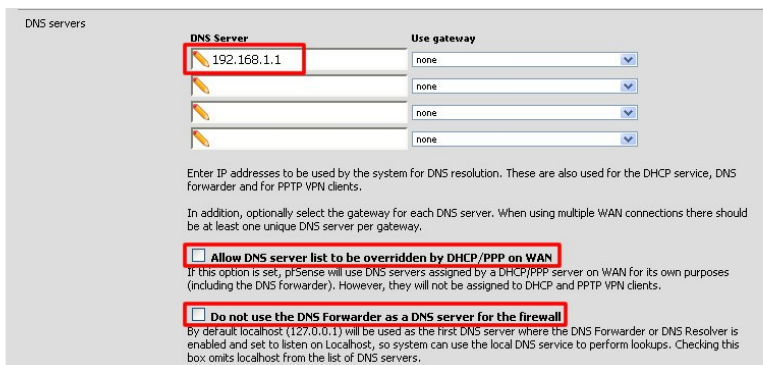 DNS servers
DNS Server Use gateway
192.168.1.1 none
none
none
none
Enter IP addresses to be used by the system for DNS resolution. These are also used for the DHCP service, DNS
forwarder and for PPTP VPN clients.
In addition, optionally select the gateway for each DNS server. When using multiple WAN connections there should
be at least one unique DNS server per gateway.
Allow DNS server list to be overridden by DHCP/PPP on WAN
If this option is set, pfSense will use DNS servers assigned by a DHCP/PPP server on WAN for its own purposes
(including the DNS forwarder). However, they will not be assigned to DHCP and PPTP VPN clients.
Do not use the DNS Forwarder as a DNS server for the firewall
By default localhost (127.0.0.1) will be used as the first DNS server where the DNS Forwarder or DNS Resolver is
enabled and set to listen on Localhost, so system can use the local DNS service to perform lookups. Checking this
box omits localhost from the list of DNS servers.